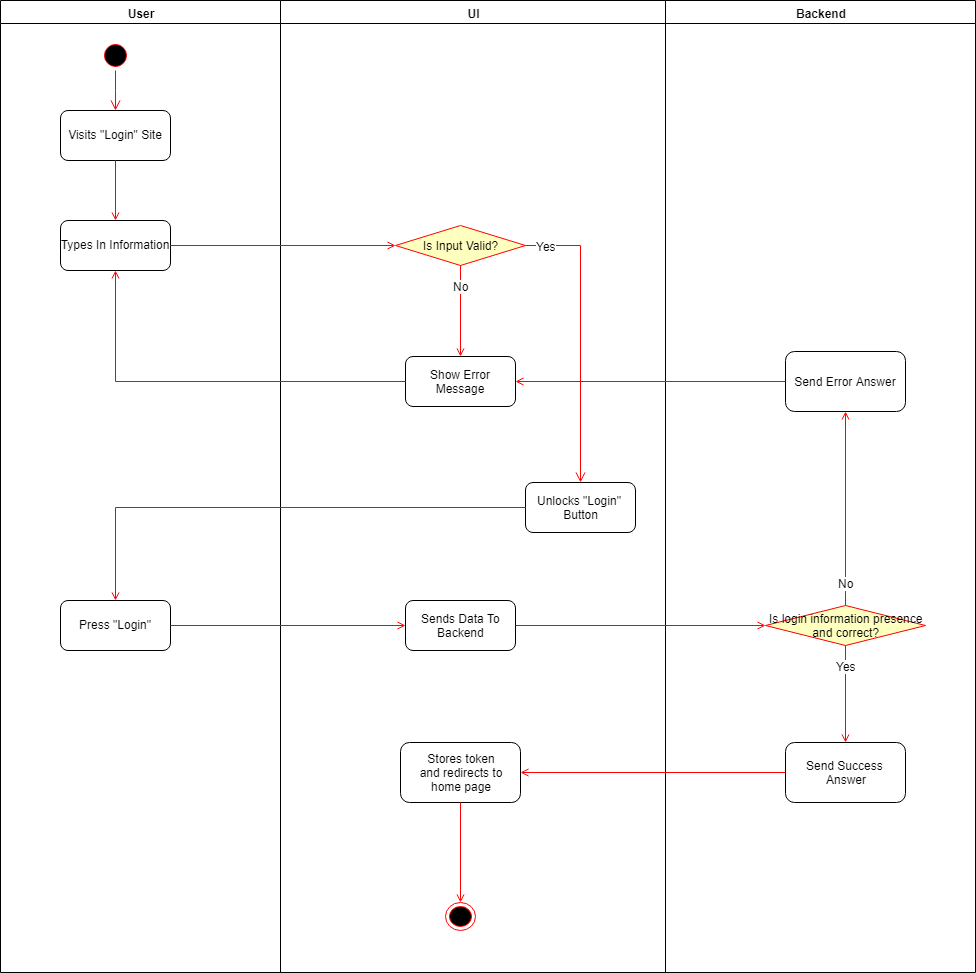 User
UI
Backend
Visits "Login" Site
Types In Information
Is Input Valid?
Yes
No
Show Error
Message
Send Error Answer
Unlocks "Login"
Button
No
Press "Login"
Sends Data To
Backend
Is login information presence
and correct?
Yes
Stores token
and redirects to
home page
Send Success
Answer